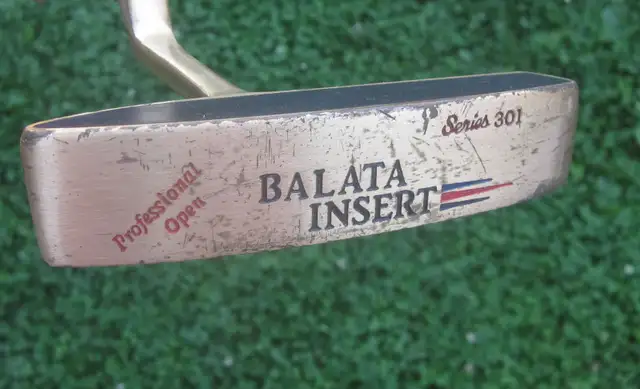 Professional
Open
BALATA
INSERT
Series 301